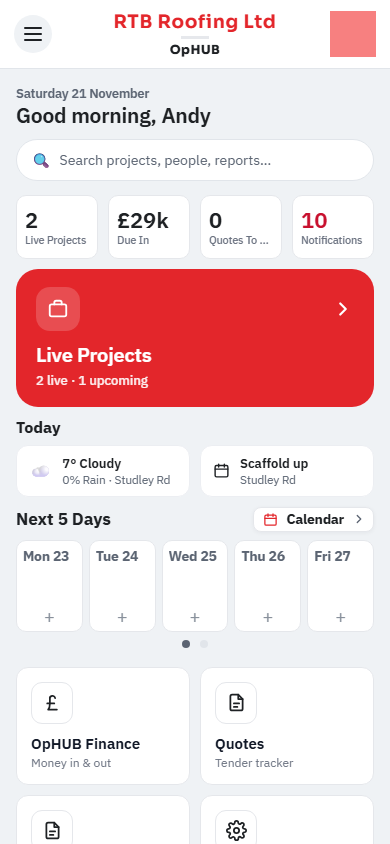 RTB Roofing Ltd
OpHUB
Saturday 21 November
Good morning, Andy
Search projects, people, reports...
2
Live Projects
£29k
Due In
0
Quotes To ...
10
Notifications
Live Projects
2 live · 1 upcoming
Today
7° Cloudy
0% Rain · Studley Rd
Scaffold up
Studley Rd
Next 5 Days
Calendar
Mon 23
Tue 24
Wed 25
Thu 26
Fri 27
+
+
+
+
+
£
OpHUB Finance
Money in & out
Quotes
Tender tracker